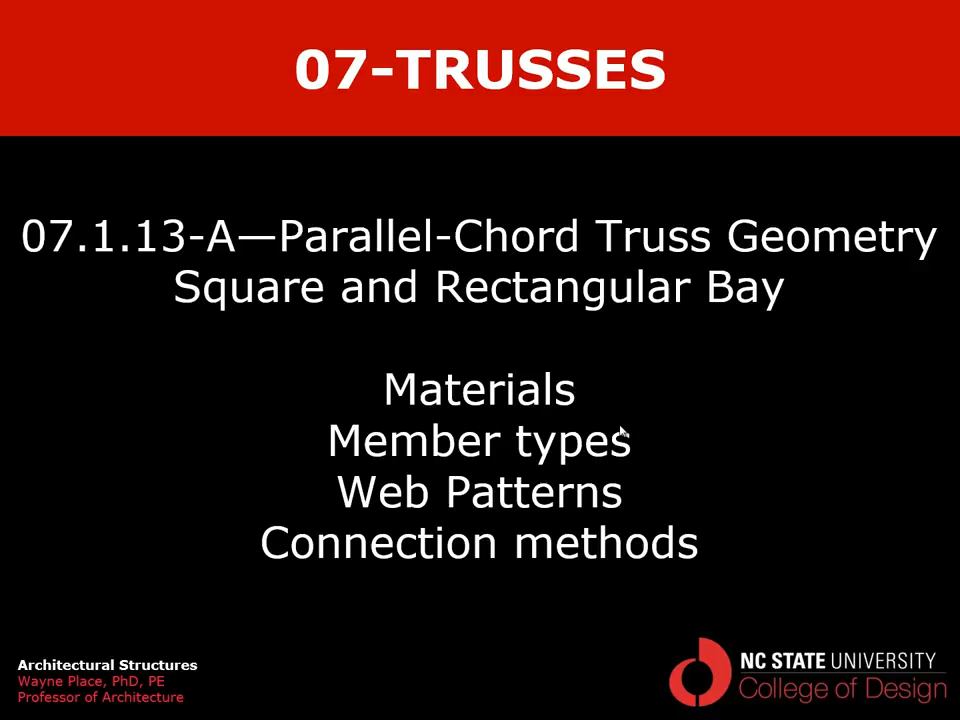 07-TRUSSES
07.1.13-A—Parallel-Chord Truss Geometry
Square and Rectangular Bay
Materials
Member types
Web Patterns
Connection methods
Architectural Structures
Wayne Place, PhD, PE
Professor of Architecture
NC STATE UNIVERSITY
College of Design